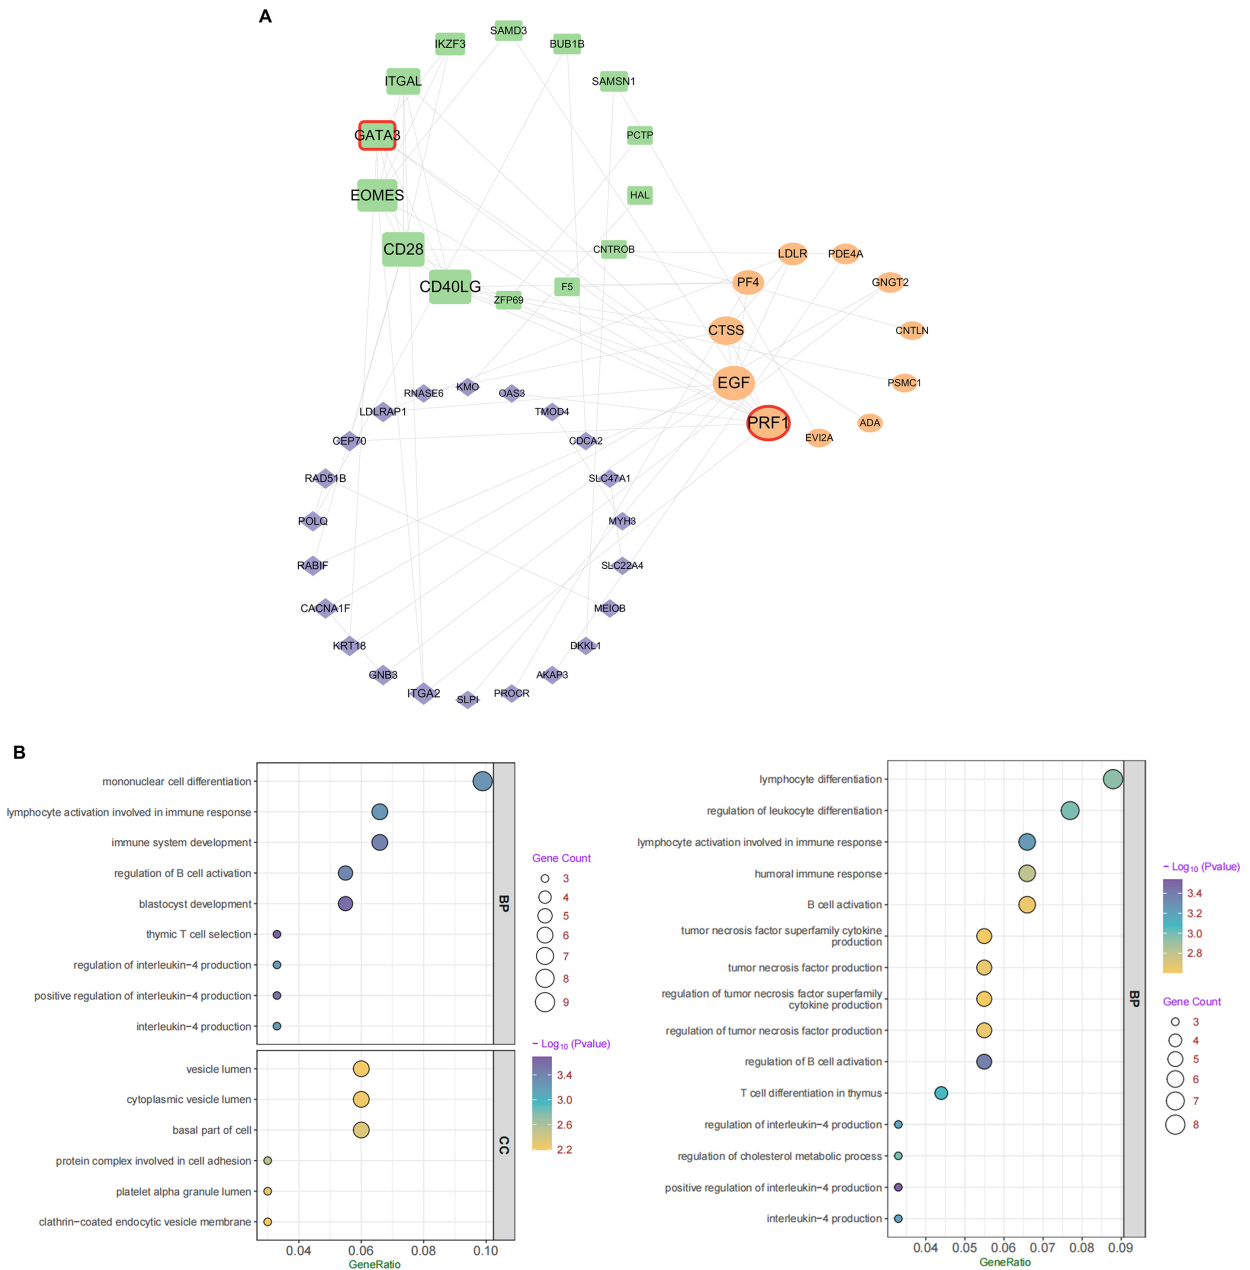 A
SAMD3
IKZF3
BUB1B
ITGAL
SAMSN1
GATA3
PCTP
EOMES
HAL
CD28
CNTROB
LDLR
PDE4A
CD40LG
F5
PF4
GNGT2
ZFP69
CTSS
CNTLN
EGF
PSMC1
RNASE6
KMO
OAS3
LDLRAP1
TMOD4
PRF1
ADA
CEP70
CDCA2
EVI2A
RAD51B
SLC47A1
POLQ
MYH3
RABIF
SLC22A4
CACNA1F
MEIOB
KRT18
DKKL1
GNB3
AKAP3
ITGA2
SLPI
PROCR
B
mononuclear cell differentiation
lymphocyte activation involved in immune response
immune system development
regulation of B cell activation
blastocyst development
thymic T cell selection
regulation of interleukin−4 production
positive regulation of interleukin−4 production
interleukin−4 production
BP
vesicle lumen
cytoplasmic vesicle lumen
basal part of cell
protein complex involved in cell adhesion
platelet alpha granule lumen
clathrin−coated endocytic vesicle membrane
CC
0.04 0.06 0.08 0.10
GeneRatio
Gene Count
3
4
5
6
7
8
9
− Log10 (Pvalue)
3.4
3.0
2.6
2.2
lymphocyte differentiation
regulation of leukocyte differentiation
lymphocyte activation involved in immune response
humoral immune response
B cell activation
tumor necrosis factor superfamily cytokine
production
tumor necrosis factor production
regulation of tumor necrosis factor superfamily
cytokine production
regulation of tumor necrosis factor production
regulation of B cell activation
T cell differentiation in thymus
regulation of interleukin−4 production
regulation of cholesterol metabolic process
positive regulation of interleukin−4 production
interleukin−4 production
BP
0.04 0.05 0.06 0.07 0.08 0.09
GeneRatio
− Log10 (Pvalue)
3.4
3.2
3.0
2.8
Gene Count
3
4
5
6
7
8